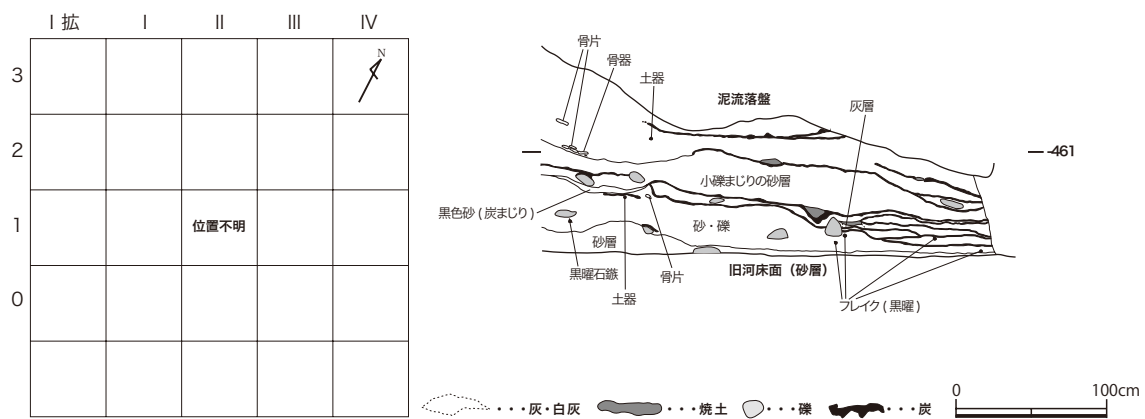 I 拡 I II III IV
N
3
2
1
0
位置不明
骨片
骨器
土器
泥流落盤
灰層
-461
小礫まじりの砂層
黒色砂 ( 炭まじり )
砂・礫
砂層
旧河床面（砂層）
黒曜石鏃
骨片
土器
フレイク ( 黒曜 )
・・・灰・白灰 ・・・焼土 ・・・礫 ・・・炭
0 100cm